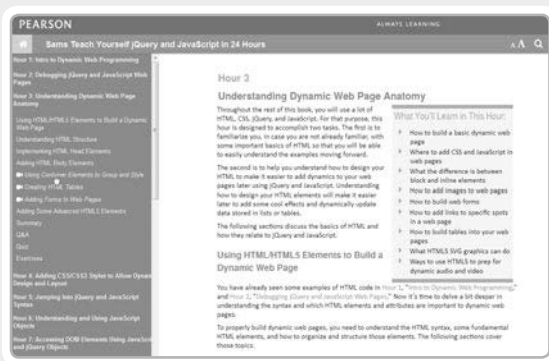 PEARSON
ALWAYS LEARNING
Sams Teach Yourself jQuery and JavaScript in 24 Hours
A A
Hour 1: Intro to Dynamic Web Programming
Hour 2: Debugging jQuery and JavaScript Web
Pages
Hour 3: Understanding Dynamic Web Page
Anatomy
Using HTML/HTML5 Elements to Build a Dynamic
Web Page
Understanding HTML Structure
Implementing HTML Head Elements
Adding HTML Body Elements
Using Container Elements to Group and Style
Creating HTML Tables
Adding Forms to Web Pages
Adding Some Advanced HTML5 Elements
Summary
Q&A
Quiz
Exercises
Hour 4: Adding CSS/CSS3 Styles to Allow Dynam
Design and Layout
Hour 5: Jumping into jQuery and JavaScript
Syntax
Hour 6: Understanding and Using JavaScript
Objects
Hour 7: Accessing DOM Elements Using JavaScri
and jQuery Objects
Hour 3
Understanding Dynamic Web Page Anatomy
Throughout the rest of this book, you will use a lot of
HTML, CSS, jQuery, and JavaScript. For that purpose, this
hour is designed to accomplish two tasks. The first is to
familiarize you, in case you are not already familiar, with
some important basics of HTML so that you will be able
to easily understand the examples moving forward.
The second is to help you understand how to design your
HTML to make it easier to add dynamics to your web
pages later using jQuery and JavaScript. Understanding
how to design your HTML elements will make it easier
later to add some cool effects and dynamically update
data stored in lists or tables.
The following sections discuss the basics of HTML and
how they relate to jQuery and JavaScript.
What You'll Learn in This Hour:
How to build a basic dynamic web
page
Where to add CSS and JavaScript in
web pages
What the difference is between
block and inline elements
How to add images to web pages
How to build web forms
How to add links to specific spots
in a web page
How to build tables into your web
pages
What HTML5 SVG graphics can do
Ways to use HTML5 to prep for
dynamic audio and video
Using HTML/HTML5 Elements to Build a
Dynamic Web Page
You have already seen some examples of HTML code in Hour 1, "Intro to Dynamic Web Programming,"
and Hour 2, "Debugging jQuery and JavaScript Web Pages." Now it's time to delve a bit deeper in
understanding the syntax and which HTML elements and attributes are important to dynamic web
pages.
To properly build dynamic web pages, you need to understand the HTML syntax, some fundamental
HTML elements, and how to organize and structure those elements. The following sections cover
those topics.